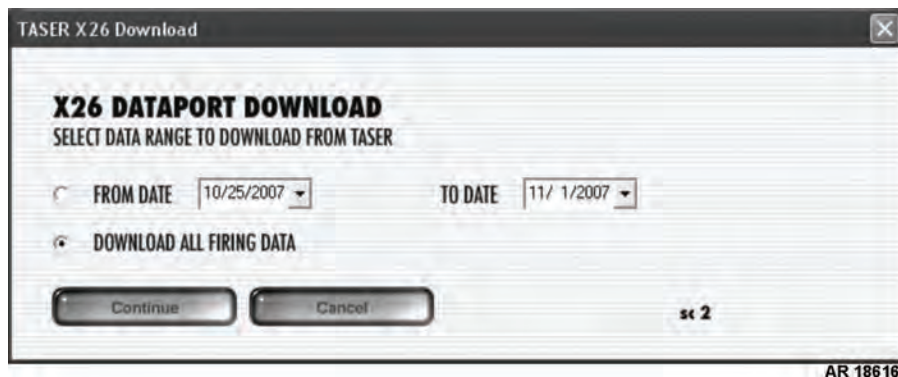 TASER X26 Download
X26 DATAPORT DOWNLOAD
SELECT DATA RANGE TO DOWNLOAD FROM TASER
FROM DATE 10/25/2007 TO DATE 11/ 1/2007
DOWNLOAD ALL FIRING DATA
Continue Cancel sc 2
AR 18616